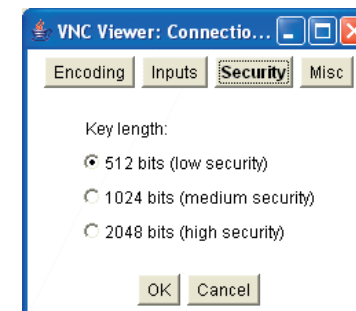 VNC Viewer: Connectio...
Encoding Inputs Security Misc
Key length:
512 bits (low security)
1024 bits (medium security)
2048 bits (high security)
OK Cancel